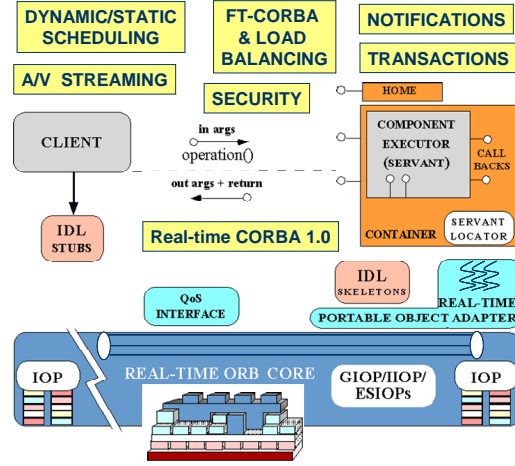 DYNAMIC/STATIC
SCHEDULING
FT-CORBA
& LOAD
BALANCING
NOTIFICATIONS
TRANSACTIONS
A/V STREAMING
SECURITY
HOME
CLIENT
in args
operation()
out args + return
COMPONENT
EXECUTOR
(SERVANT)
CALL
BACKS
SERVANT
LOCATOR
CONTAINER
IDL
STUBS
Real-time CORBA 1.0
QoS
INTERFACE
IDL
SKELETONS
REAL-TIME
PORTABLE OBJECT ADAPTER
IOP
REAL-TIME ORB CORE
GIOP/IIOP/
ESIOPs
IOP